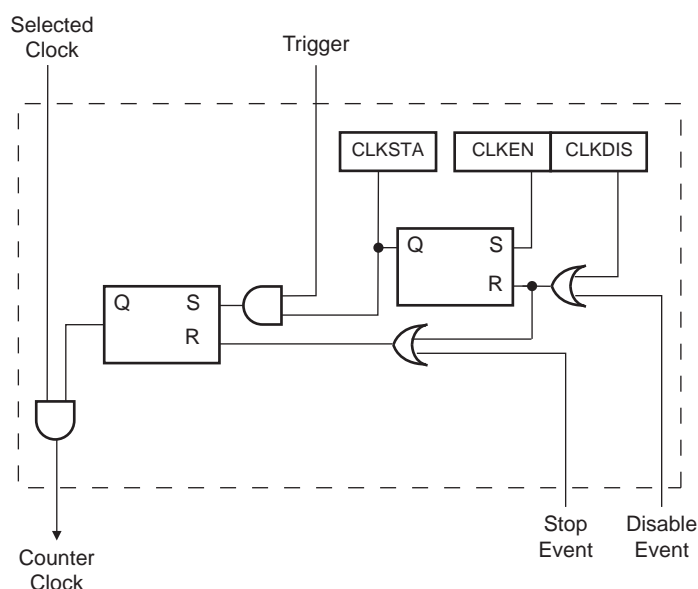 Selected
Clock
Trigger
CLKSTA
CLKEN
CLKDIS
Q
S
R
Q
S
R
Stop
Event
Disable
Event
Counter
Clock